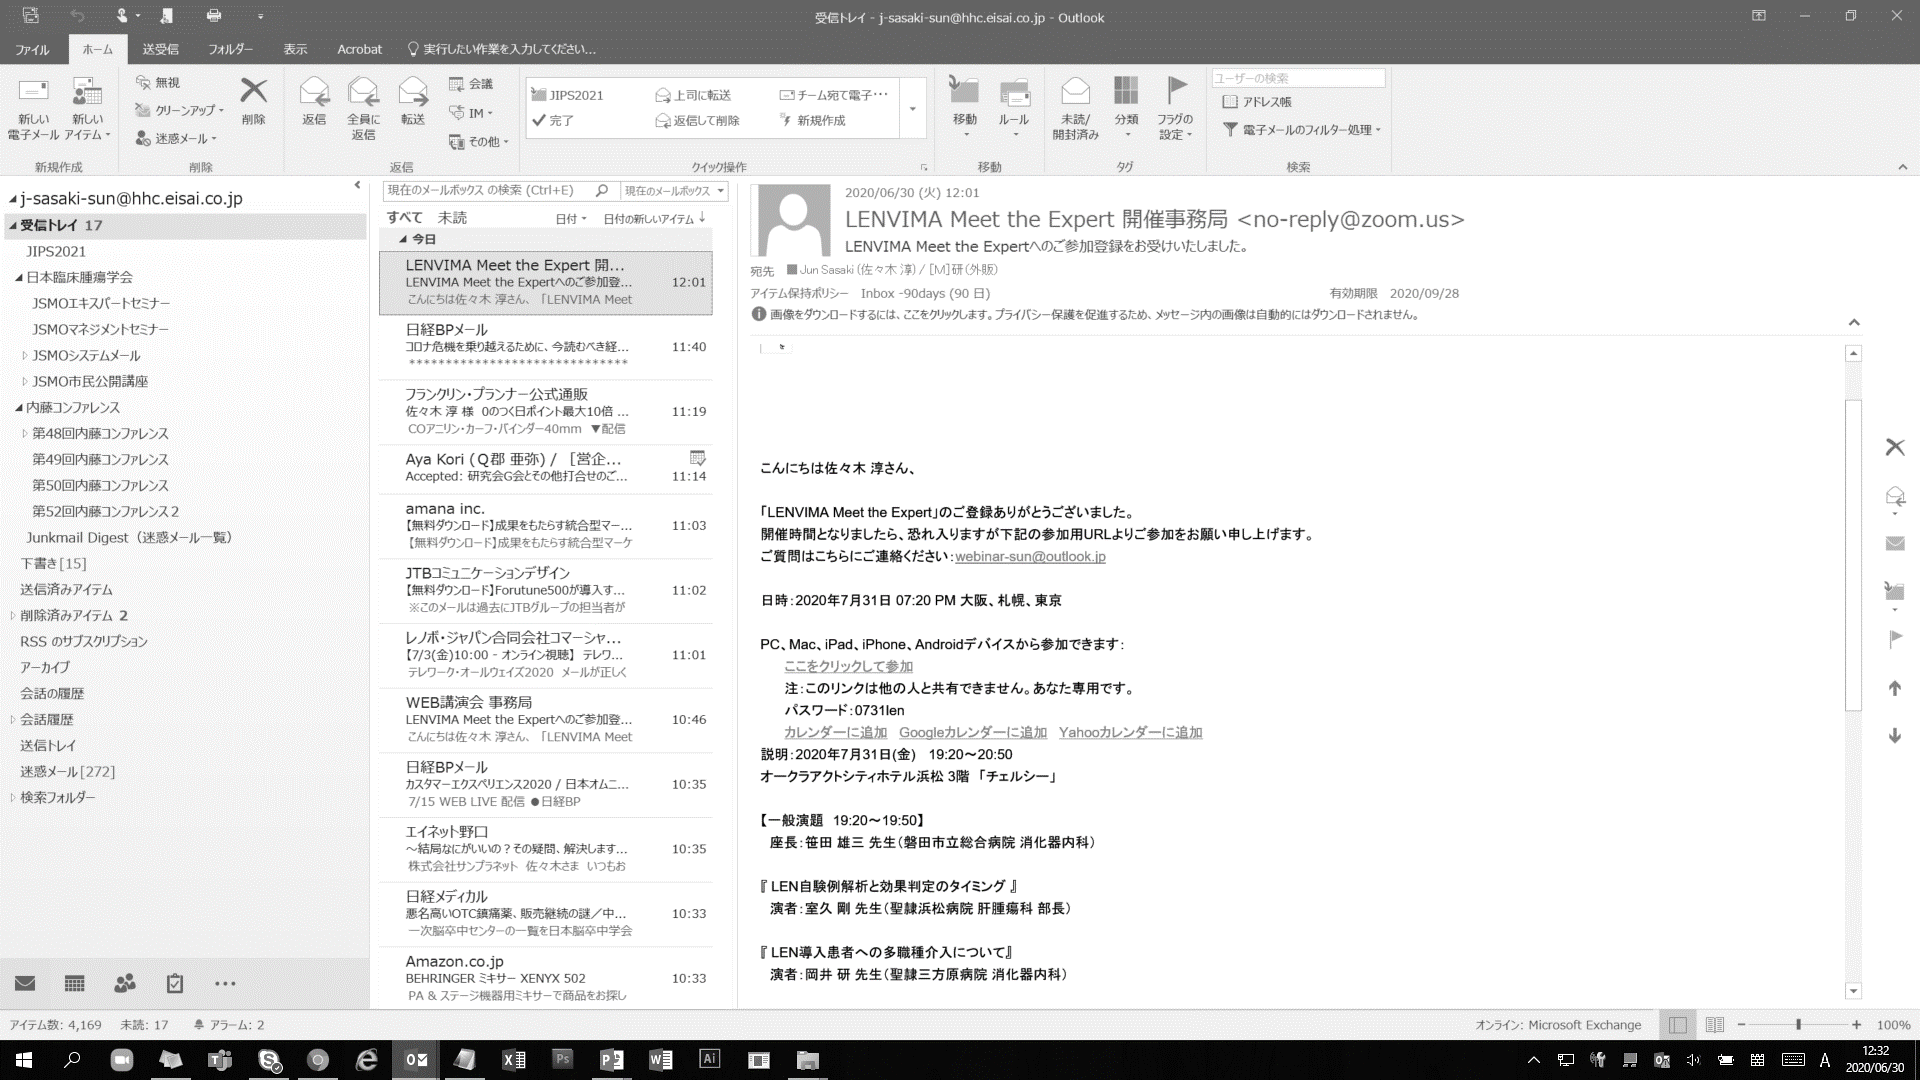 受信トレイ - j-sasaki-sun@hhc.eisai.co.jp - Outlook
ファイル ホーム 送受信 フォルダー 表示 Acrobat 実行したい作業を入力してください...
新しい
電子メール
新しい
アイテム
新規作成
無視
クリーンアップ
迷惑メール
削除
削除
返信
全員に
返信
転送
会議
IM
その他
返信
JIPS2021
上司に転送
チーム宛て電子…
完了
返信して削除
新規作成
クイック操作
移動
ルール
移動
未読/
開封済み
分類
フラグの
設定
タグ
ユーザーの検索
アドレス帳
電子メールのフィルター処理
検索
j-sasaki-sun@hhc.eisai.co.jp
受信トレイ 17
JIPS2021
日本臨床腫瘍学会
JSMOエキスパートセミナー
JSMOマネジメントセミナー
JSMOシステムメール
JSMO市民公開講座
内藤コンファレンス
第48回内藤コンファレンス
第49回内藤コンファレンス
第50回内藤コンファレンス
第52回内藤コンファレンス2
Junkmail Digest（迷惑メール一覧）
下書き [15]
送信済みアイテム
削除済みアイテム 2
RSS のサブスクリプション
アーカイブ
会話の履歴
会話履歴
送信トレイ
迷惑メール [272]
検索フォルダー
現在のメールボックス の検索 (Ctrl+E) 現在のメールボックス
すべて 未読 日付 日付の新しいアイテム ↓
今日
LENVIMA Meet the Expert 開...
LENVIMA Meet the Expertへのご参加登... 12:01
こんにちは佐々木 淳さん、 「LENVIMA Meet
日経BPメール
コロナ危機を乗り越えるために、今読むべき経... 11:40
******************************
フランクリン・プランナー公式通販
佐々木 淳 様 0のつく日ポイント最大10倍 ... 11:19
COアニリン・カーフ・バインダー40mm ▼配信
Aya Kori (Q郡 亜弥) / ［営企...
Accepted: 研究会G会とその他打合せのご... 11:14
amana inc.
【無料ダウンロード】成果をもたらす統合型マー... 11:03
【無料ダウンロード】成果をもたらす統合型マーケ
JTBコミュニケーションデザイン
【無料ダウンロード】Forutune500が導入す... 11:02
※このメールは過去にJTBグループの担当者が
レノボ・ジャパン合同会社コマーシャ...
【7/3(金)10:00 - オンライン視聴】 テレワ... 11:01
テレワーク・オールウェイズ2020 メールが正しく
WEB講演会 事務局
LENVIMA Meet the Expertへのご参加登... 10:46
こんにちは佐々木 淳さん、 「LENVIMA Meet
日経BPメール
カスタマーエクスペリエンス2020 / 日本オムニ... 10:35
7/15 WEB LIVE 配信 ●日経BP
エイネット野口
～結局なにがいいの？その疑問、解決します... 10:35
株式会社サンプラネット 佐々木さま いつもお
日経メディカル
悪名高いOTC鎮痛薬、販売継続の謎／中... 10:33
一次脳卒中センターの一覧を日本脳卒中学会
Amazon.co.jp
BEHRINGER ミキサー XENYX 502 10:33
PA & ステージ機器用ミキサーで商品をお探し
2020/06/30 (火) 12:01
LENVIMA Meet the Expert 開催事務局 <no-reply@zoom.us>
LENVIMA Meet the Expertへのご参加登録をお受けいたしました。
宛先 Jun Sasaki (佐々木 淳) / ［M］研（外販）
アイテム保持ポリシー Inbox -90days (90 日) 有効期限 2020/09/28
画像をダウンロードするには、ここをクリックします。プライバシー保護を促進するため、メッセージ内の画像は自動的にはダウンロードされません。
こんにちは佐々木 淳さん、
「LENVIMA Meet the Expert」のご登録ありがとうございました。
開催時間となりましたら、恐れ入りますが下記の参加用URLよりご参加をお願い申し上げます。
ご質問はこちらにご連絡ください：webinar-sun@outlook.jp
日時：2020年7月31日 07:20 PM 大阪、札幌、東京
PC、Mac、iPad、iPhone、Androidデバイスから参加できます：
ここをクリックして参加
注：このリンクは他の人と共有できません。あなた専用です。
パスワード：0731len
カレンダーに追加 Googleカレンダーに追加 Yahooカレンダーに追加
説明：2020年7月31日(金) 19:20～20:50
オークラアクトシティホテル浜松 3階 「チェルシー」
【一般演題 19:20～19:50】
座長：笹田 雄三 先生（磐田市立総合病院 消化器内科）
『 LEN自験例解析と効果判定のタイミング 』
演者：室久 剛 先生（聖隷浜松病院 肝腫瘍科 部長）
『 LEN導入患者への多職種介入について』
演者：岡井 研 先生（聖隷三方原病院 消化器内科）
アイテム数: 4,169 未読: 17 アラーム: 2 オンライン: Microsoft Exchange 100%
A 12:32
2020/06/30